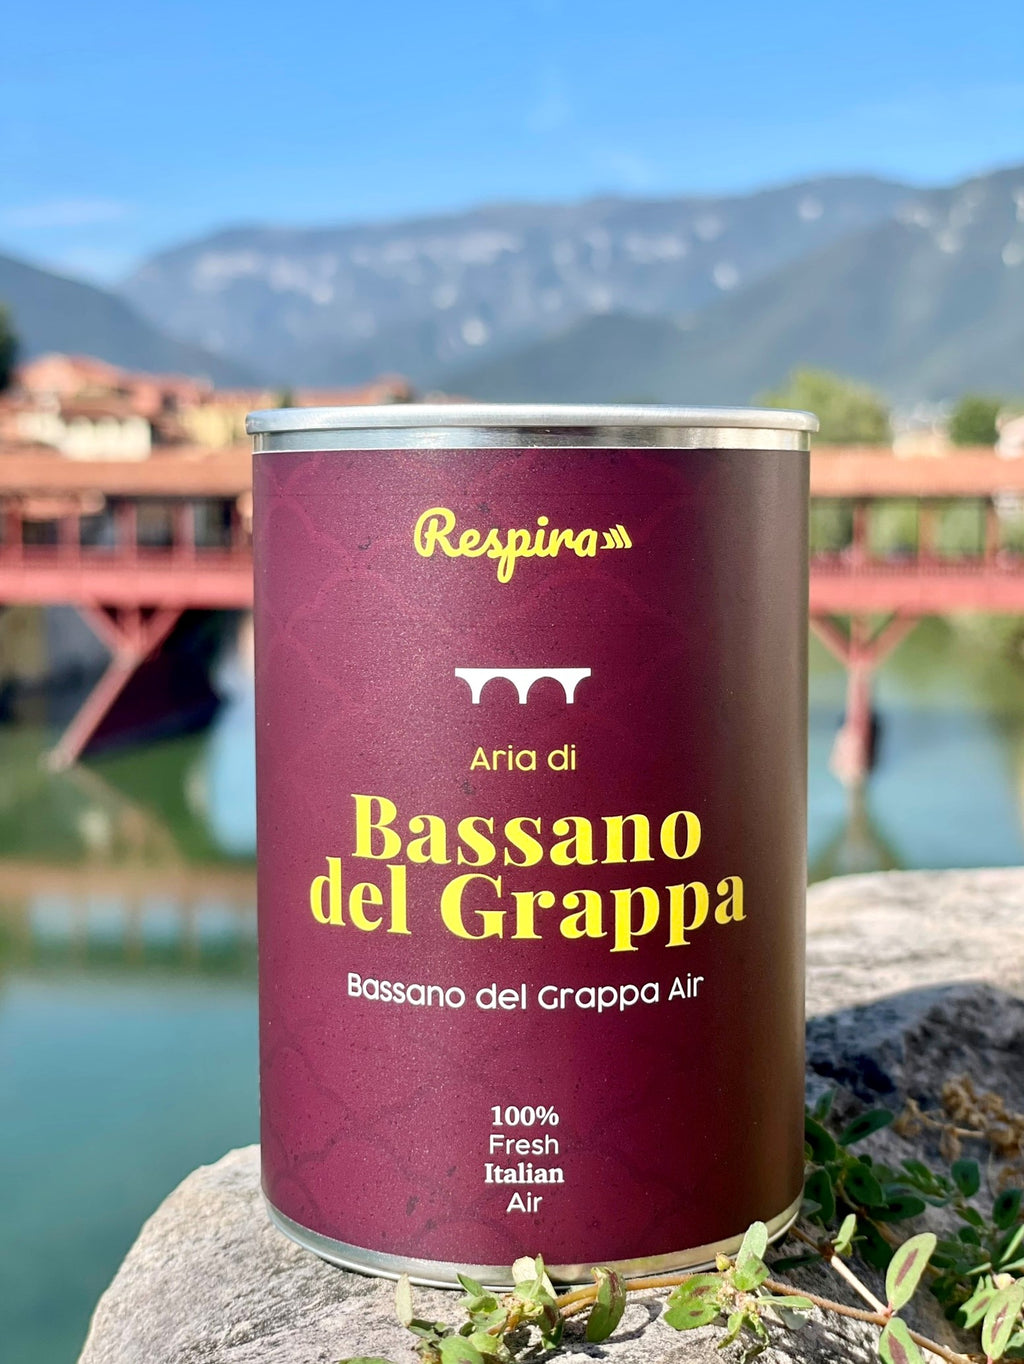 Respira
Aria di
Bassano
del Grappa
Bassano del Grappa Air
100%
Fresh
Italian
Air